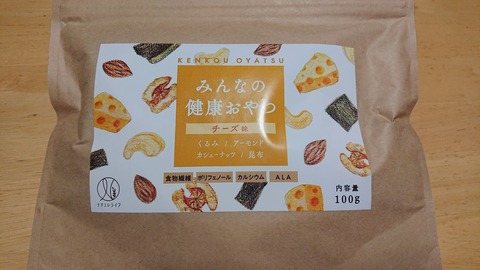 KENKOU OYATSU
みんなの
健康おやつ
チーズ味
くるみ / アーモンド
カシューナッツ / 昆布
食物繊維 ポリフェノール カルシウム ALA
内容量
100g